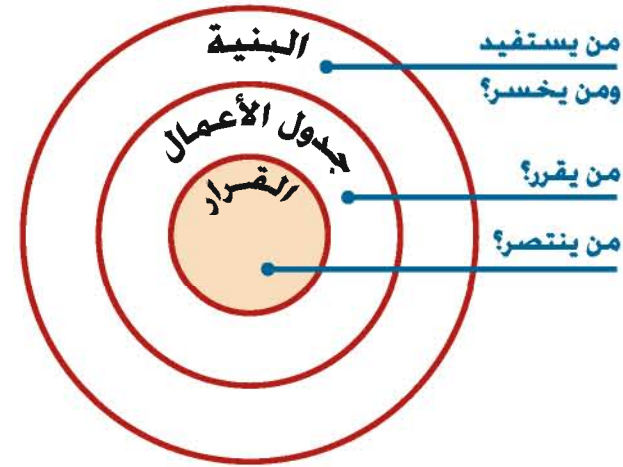 البنية
من يستفيد
ومن يخسر؟
جدول الأعمال
من يقرر؟
القرار
من ينتصر؟